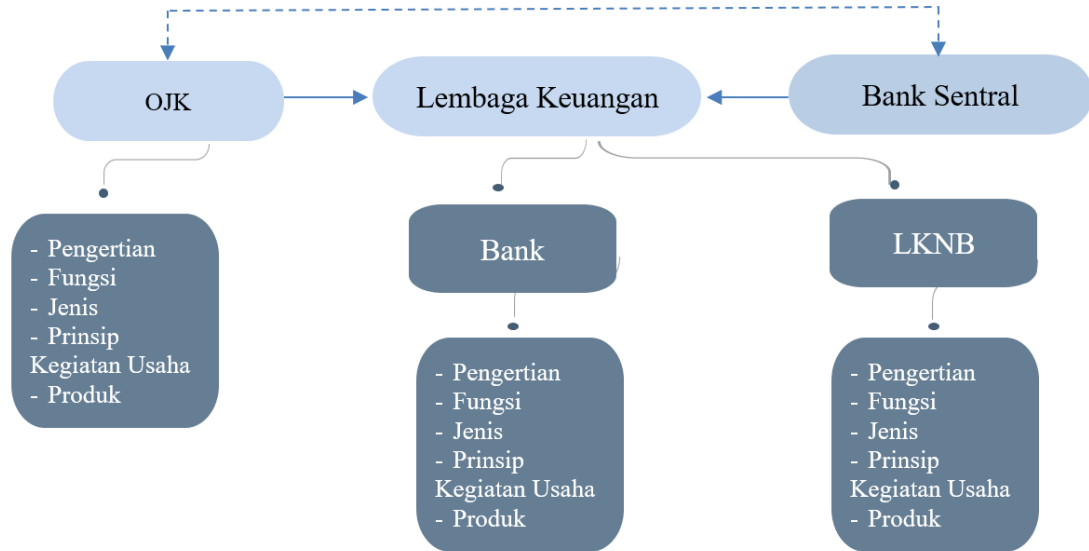 OJK
Lembaga Keuangan
Bank Sentral
- Pengertian
- Fungsi
- Jenis
- Prinsip
Kegiatan Usaha
- Produk
Bank
LKNB
- Pengertian
- Fungsi
- Jenis
- Prinsip
Kegiatan Usaha
- Produk
- Pengertian
- Fungsi
- Jenis
- Prinsip
Kegiatan Usaha
- Produk